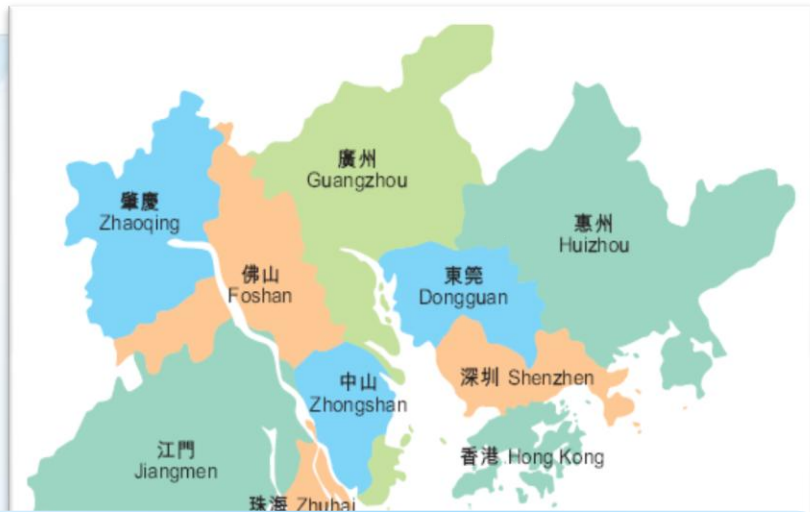 廣州
Guangzhou
肇慶
Zhaoqing
惠州
Huizhou
佛山
Foshan
東莞
Dongguan
深圳 Shenzhen
中山
Zhongshan
江門
Jiangmen
香港 Hong Kong
珠海 Zhuhai